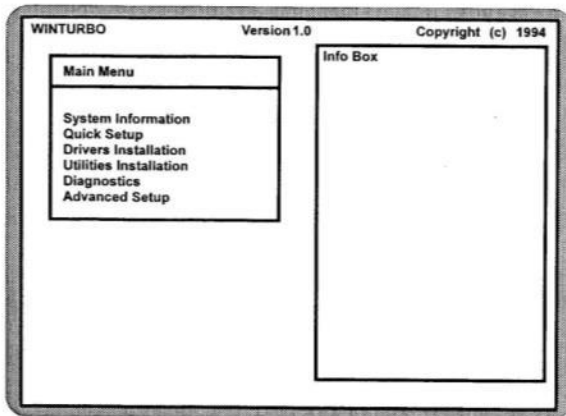 WINTURBO Version 1.0 Copyright (c) 1994
Main Menu
System Information
Quick Setup
Drivers Installation
Utilities Installation
Diagnostics
Advanced Setup
Info Box